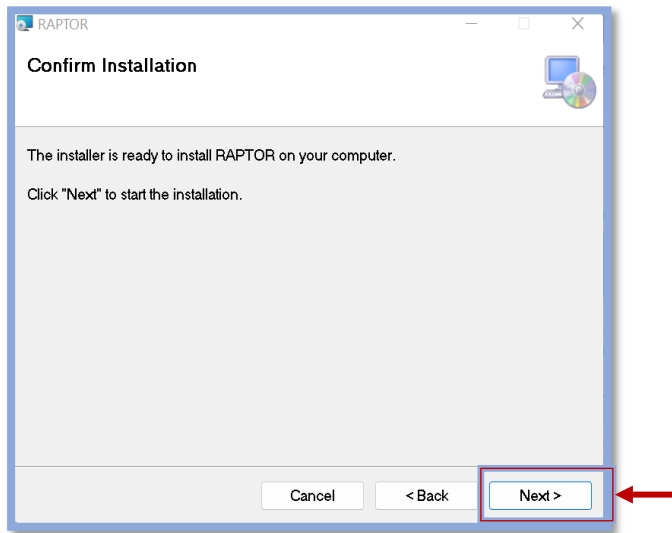 RAPTOR
Confirm Installation
The installer is ready to install RAPTOR on your computer.
Click "Next" to start the installation.
Cancel
< Back
Next >